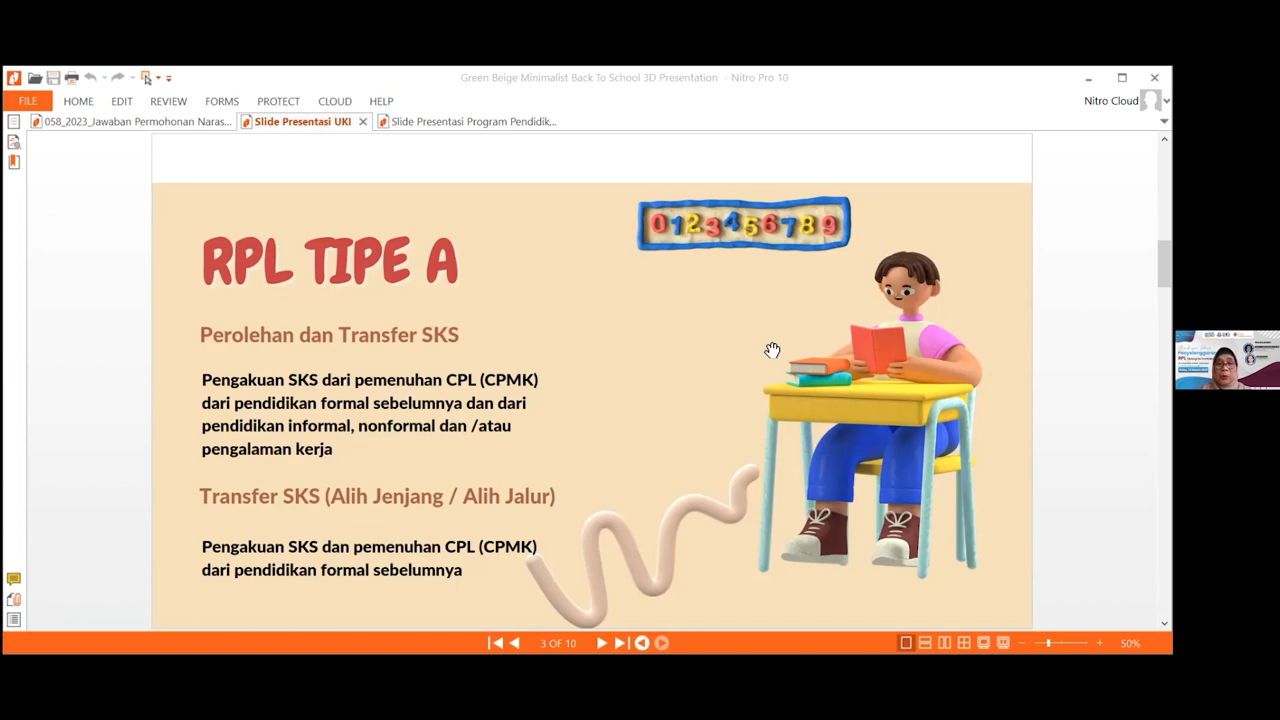 Green Beige Minimalist Back To School 3D Presentation - Nitro Pro 10
FILE HOME EDIT REVIEW FORMS PROTECT CLOUD HELP
Nitro Cloud
058_2023_Jawaban Permohonan Naras...
Slide Presentasi UKI
Slide Presentasi Program Pendidik...
0123456789
RPL TIPE A
Perolehan dan Transfer SKS
Pengakuan SKS dari pemenuhan CPL (CPMK)
dari pendidikan formal sebelumnya dan dari
pendidikan informal, nonformal dan /atau
pengalaman kerja
Transfer SKS (Alih Jenjang / Alih Jalur)
Pengakuan SKS dan pemenuhan CPL (CPMK)
dari pendidikan formal sebelumnya
3 OF 10
50%